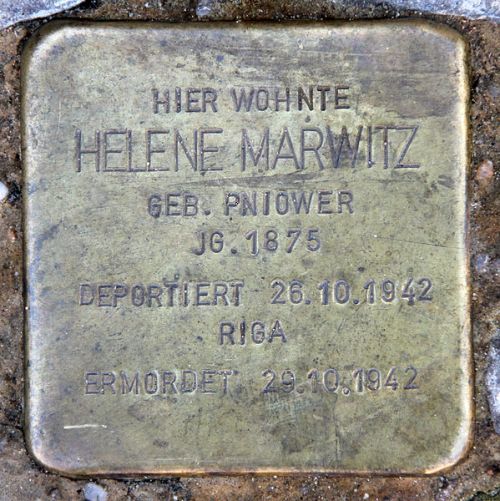 HIER WOHNTE
HELENE MARWITZ
GEB. PNIOWER
JG. 1875
DEPORTIERT 26.10.1942
RIGA
ERMORDET 29.10.1942